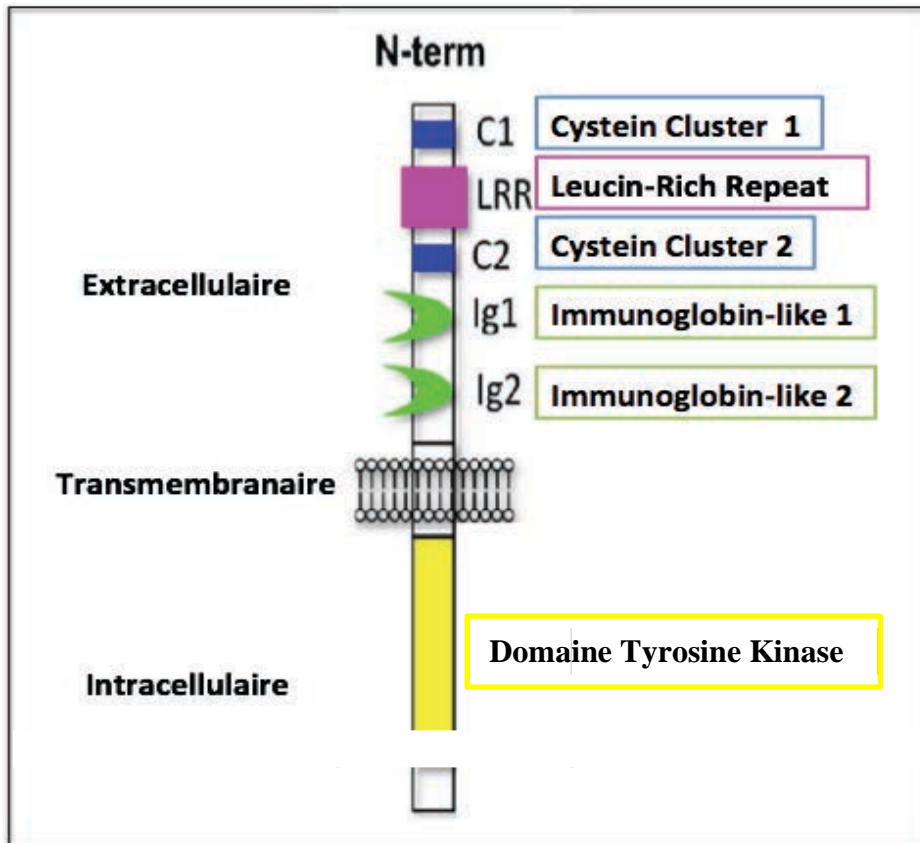 N-term
C1 Cystein Cluster 1
LRR Leucin-Rich Repeat
C2 Cystein Cluster 2
Extracellulaire
Ig1 Immunoglobin-like 1
Ig2 Immunoglobin-like 2
Transmembranaire
Domaine Tyrosine Kinase
Intracellulaire